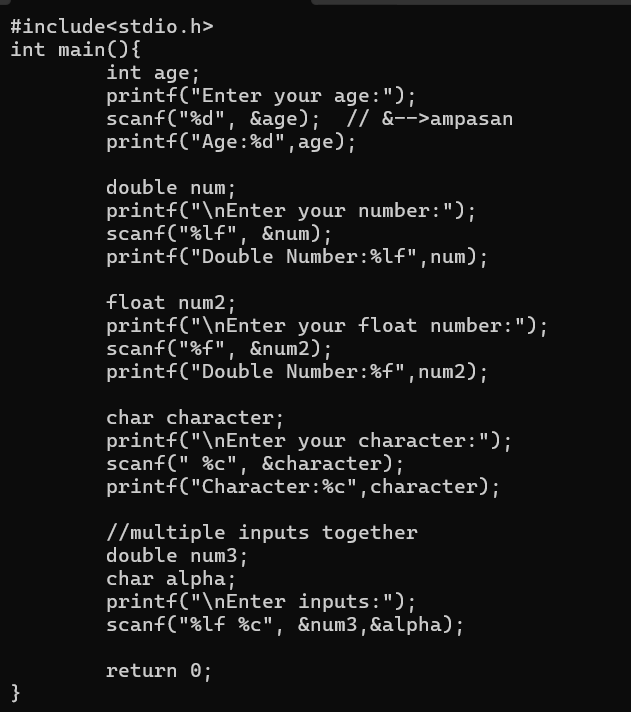 #include<stdio.h>
int main(){
        int age;
        printf("Enter your age:");
        scanf("%d", &age);  // &-->ampasan
        printf("Age:%d",age);

        double num;
        printf("\nEnter your number:");
        scanf("%lf", &num);
        printf("Double Number:%lf",num);

        float num2;
        printf("\nEnter your float number:");
        scanf("%f", &num2);
        printf("Double Number:%f",num2);

        char character;
        printf("\nEnter your character:");
        scanf(" %c", &character);
        printf("Character:%c",character);

        //multiple inputs together
        double num3;
        char alpha;
        printf("\nEnter inputs:");
        scanf("%lf %c", &num3,&alpha);

        return 0;
}